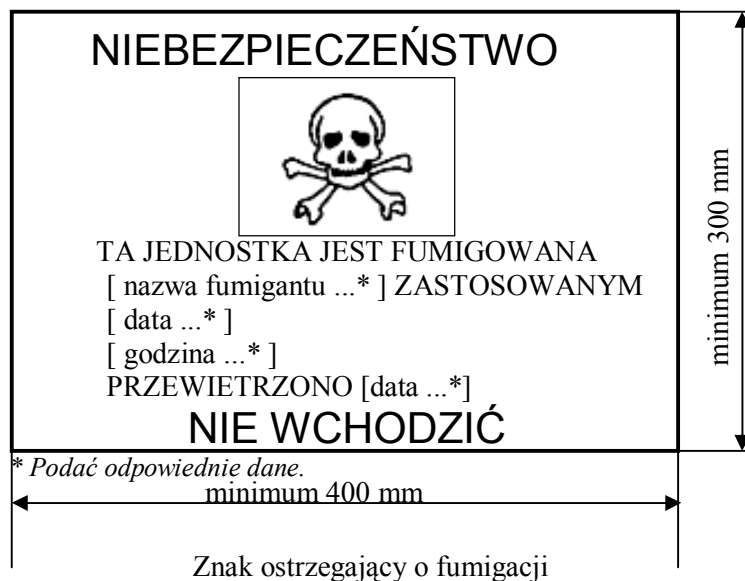 NIEBEZPIECZEŃSTWO
TA JEDNOSTKA JEST FUMIGOWANA
[ nazwa fumigantu ...* ] ZASTOSOWANYM
[ data ...* ]
[ godzina ...* ]
PRZEWIETRZONO [data ...*]
NIE WCHODZIĆ
minimum 300 mm
* Podać odpowiednie dane.
minimum 400 mm
Znak ostrzegający o fumigacji